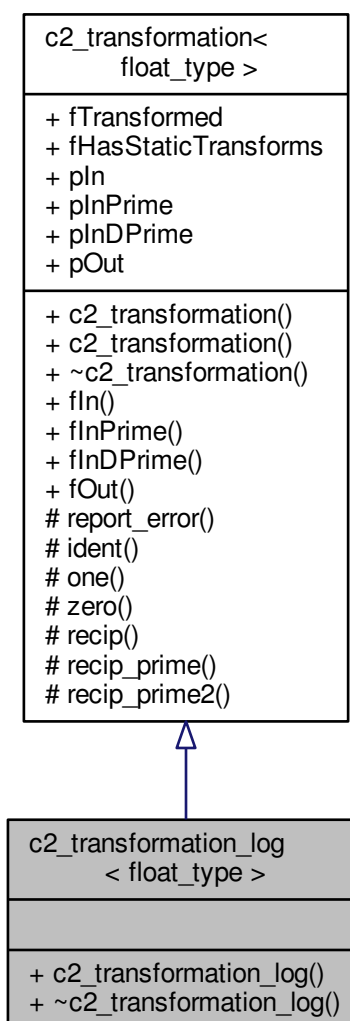 c2_transformation<
float_type >
+ fTransformed
+ fHasStaticTransforms
+ pIn
+ pInPrime
+ pInDPrime
+ pOut
+ c2_transformation()
+ c2_transformation()
+ ~c2_transformation()
+ fIn()
+ fInPrime()
+ fInDPrime()
+ fOut()
# report_error()
# ident()
# one()
# zero()
# recip()
# recip_prime()
# recip_prime2()
c2_transformation_log
< float_type >
+ c2_transformation_log()
+ ~c2_transformation_log()